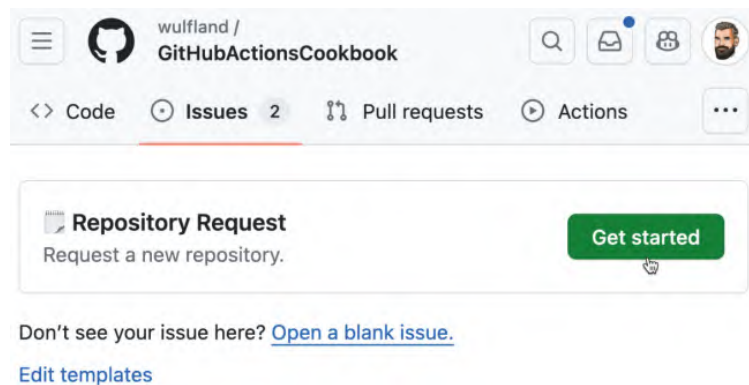 wulfland /
GitHubActionsCookbook
Code Issues 2 Pull requests Actions
Repository Request
Request a new repository.
Get started
Don't see your issue here? Open a blank issue.
Edit templates